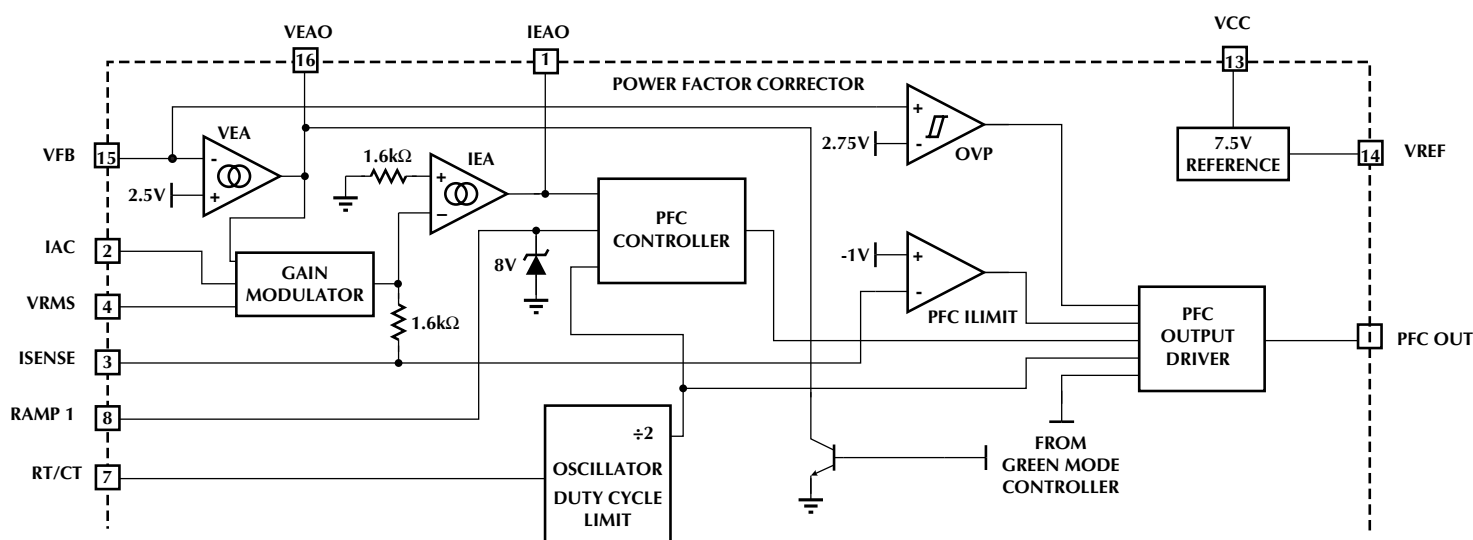 VEAO
16
IEAO
1
VCC
13
POWER FACTOR CORRECTOR
VFB
15
VEA
-
+
2.5V
1.6kΩ
IEA
+
–
2.75V
+
-
OVP
7.5V
REFERENCE
14
VREF
IAC
2
GAIN
MODULATOR
VRMS
4
1.6kΩ
ISENSE
3
8V
PFC
CONTROLLER
-1V
+
-
PFC ILIMIT
PFC
OUTPUT
DRIVER
PFC OUT
RAMP 1
8
RT/CT
7
÷2
OSCILLATOR
DUTY CYCLE
LIMIT
FROM
GREEN MODE
CONTROLLER